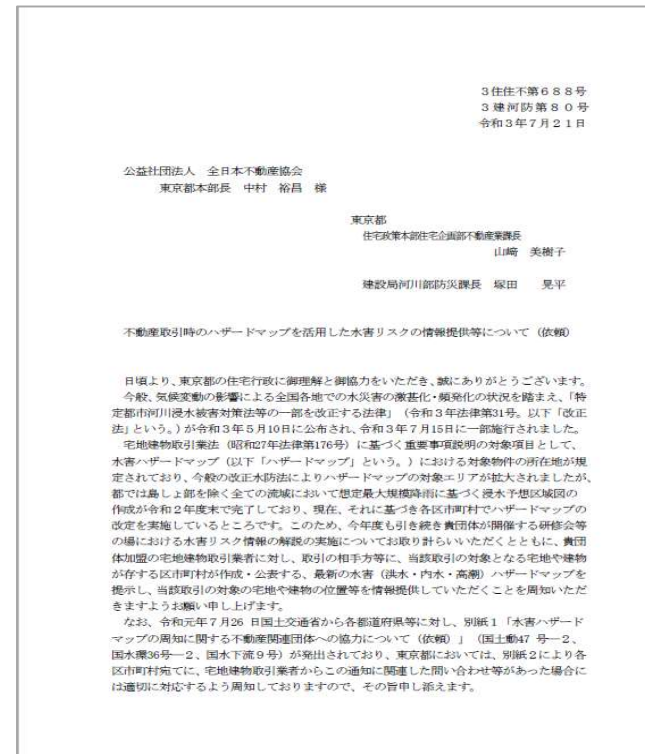 3住住不第688号
3建河防第80号
令和3年7月21日
公益社団法人 全日本不動産協会
東京都本部長 中村 裕昌 様
東京都
住宅政策本部住宅企画部不動産業課長
山﨑 美樹子
建設局河川部防災課長 塚田 晃平
不動産取引時のハザードマップを活用した水害リスクの情報提供等について(依頼)
日頃より、東京都の住宅行政に御理解と御協力をいただき、誠にありがとうございます。
今般、気候変動の影響による全国各地での水災害の激甚化・頻発化の状況を踏まえ、「特
定都市河川浸水被害対策法等の一部を改正する法律」(令和3年法律第31号。以下「改正
法」という。)が令和3年5月10日に公布され、令和3年7月15日に一部施行されました。
宅地建物取引業法(昭和27年法律第176号)に基づく重要事項説明の対象項目として、
水害ハザードマップ(以下「ハザードマップ」という。)における対象物件の所在地が規
定されており、今般の改正水防法によりハザードマップの対象エリアが拡大されましたが、
都では島しょ部を除く全ての流域において想定最大規模降雨に基づく浸水予想区域図の
作成が令和2年度末で完了しており、現在、それに基づき各区市町村でハザードマップの
改定を実施しているところです。このため、今年度も引き続き貴団体が開催する研修会等
の場における水害リスク情報の解説の実施についてお取り計らいいただくとともに、貴団
体加盟の宅地建物取引業者に対し、取引の相手方等に、当該取引の対象となる宅地や建物
が存する区市町村が作成・公表する、最新の水害(洪水・内水・高潮)ハザードマップを
提示し、当該取引の対象の宅地や建物の位置等を情報提供していただくことを周知いただ
きますようお願い申し上げます。
なお、令和元年7月26 日国土交通省から各都道府県等に対し、別紙1「水害ハザード
マップの周知に関する不動産関連団体への協力について(依頼)」(国土動47 号―2、
国水環36号―2、国水下流9号)が発出されており、東京都においては、別紙2により各
区市町村宛てに、宅地建物取引業者からこの通知に関連した問い合わせ等があった場合に
は適切に対応するよう周知しておりますので、その旨申し添えます。